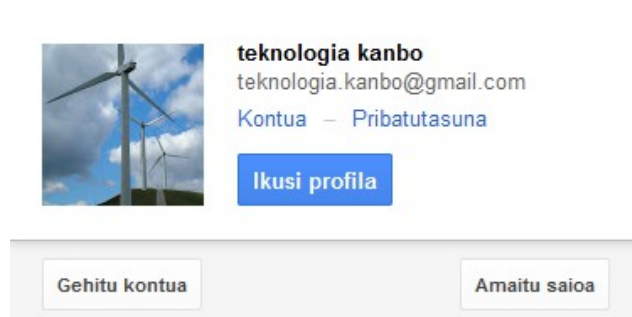 teknologia kanbo
teknologia.kanbo@gmail.com
Kontua – Pribatutasuna
Ikusi profila
Gehitu kontua
Amaitu saioa